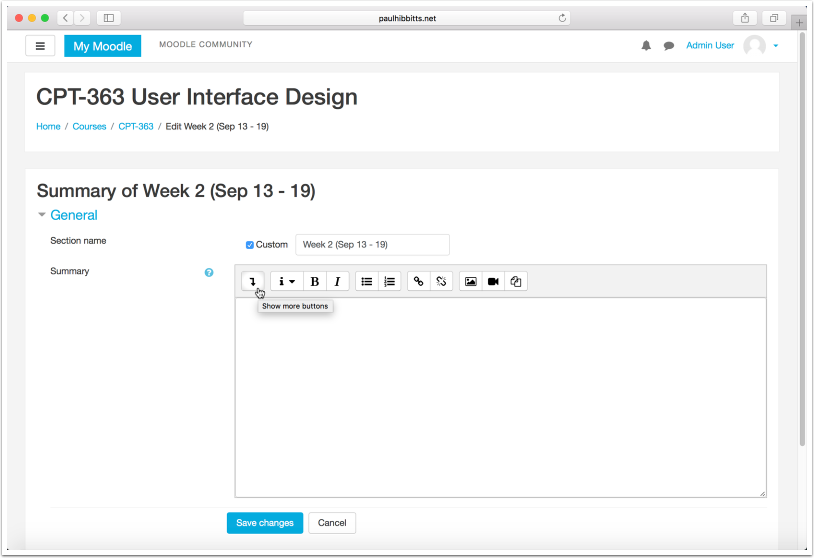 paulhibbitts.net
My Moodle MOODLE COMMUNITY Admin User
CPT-363 User Interface Design
Home / Courses / CPT-363 / Edit Week 2 (Sep 13 - 19)
Summary of Week 2 (Sep 13 - 19)
General
Section name Custom Week 2 (Sep 13 - 19)
Summary ? i B I
Show more buttons
Save changes Cancel